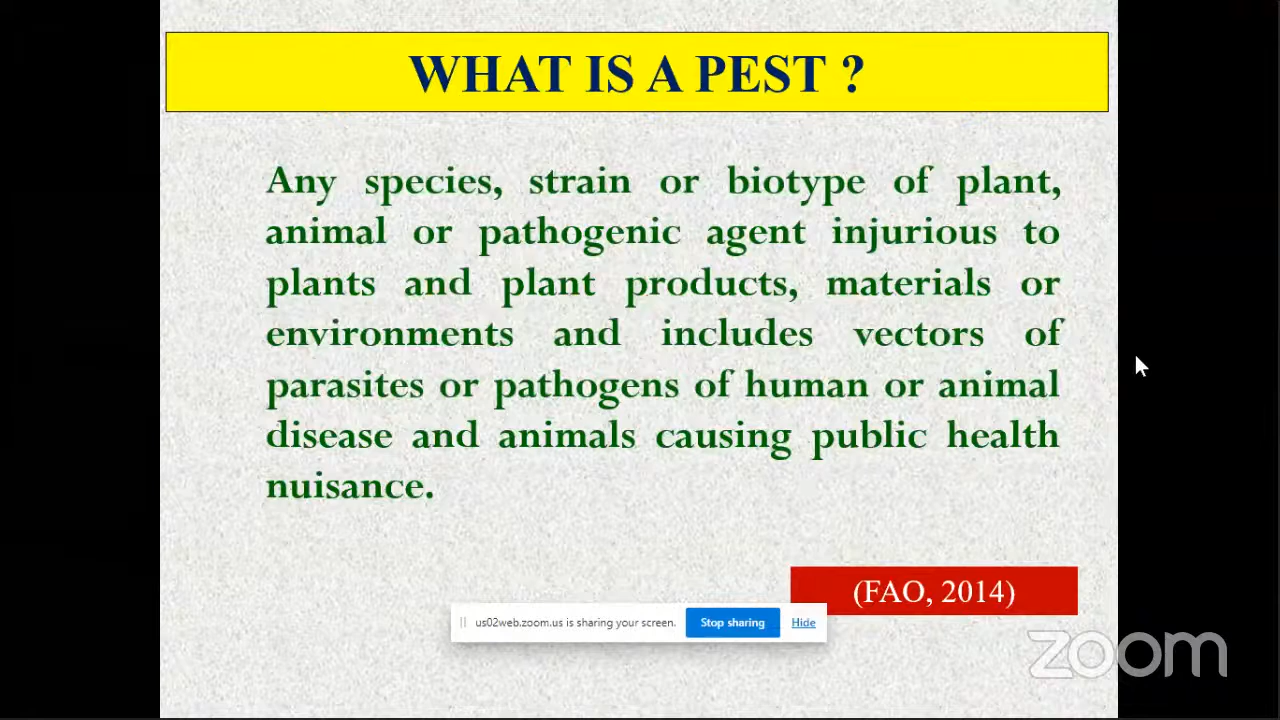 WHAT IS A PEST ?
Any species, strain or biotype of plant,
animal or pathogenic agent injurious to
plants and plant products, materials or
environments and includes vectors of
parasites or pathogens of human or animal
disease and animals causing public health
nuisance.
(FAO, 2014)
us02web.zoom.us is sharing your screen. Stop sharing Hide
zoom